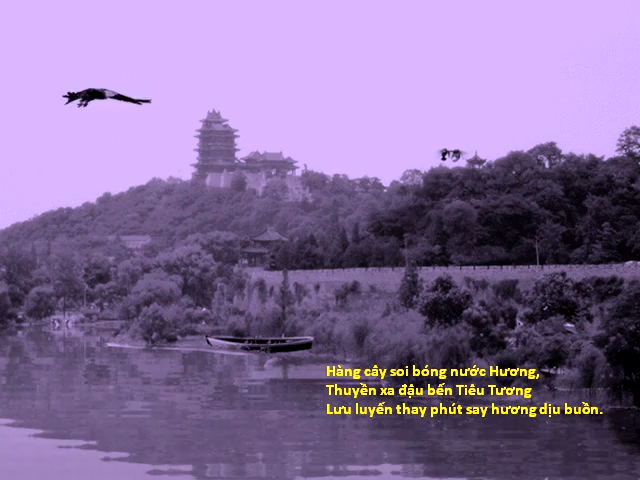 Hàng cây soi bóng nước Hương,
Thuyền xa đậu bến Tiêu Tương
Lưu luyến thay phút say hương dịu buồn.